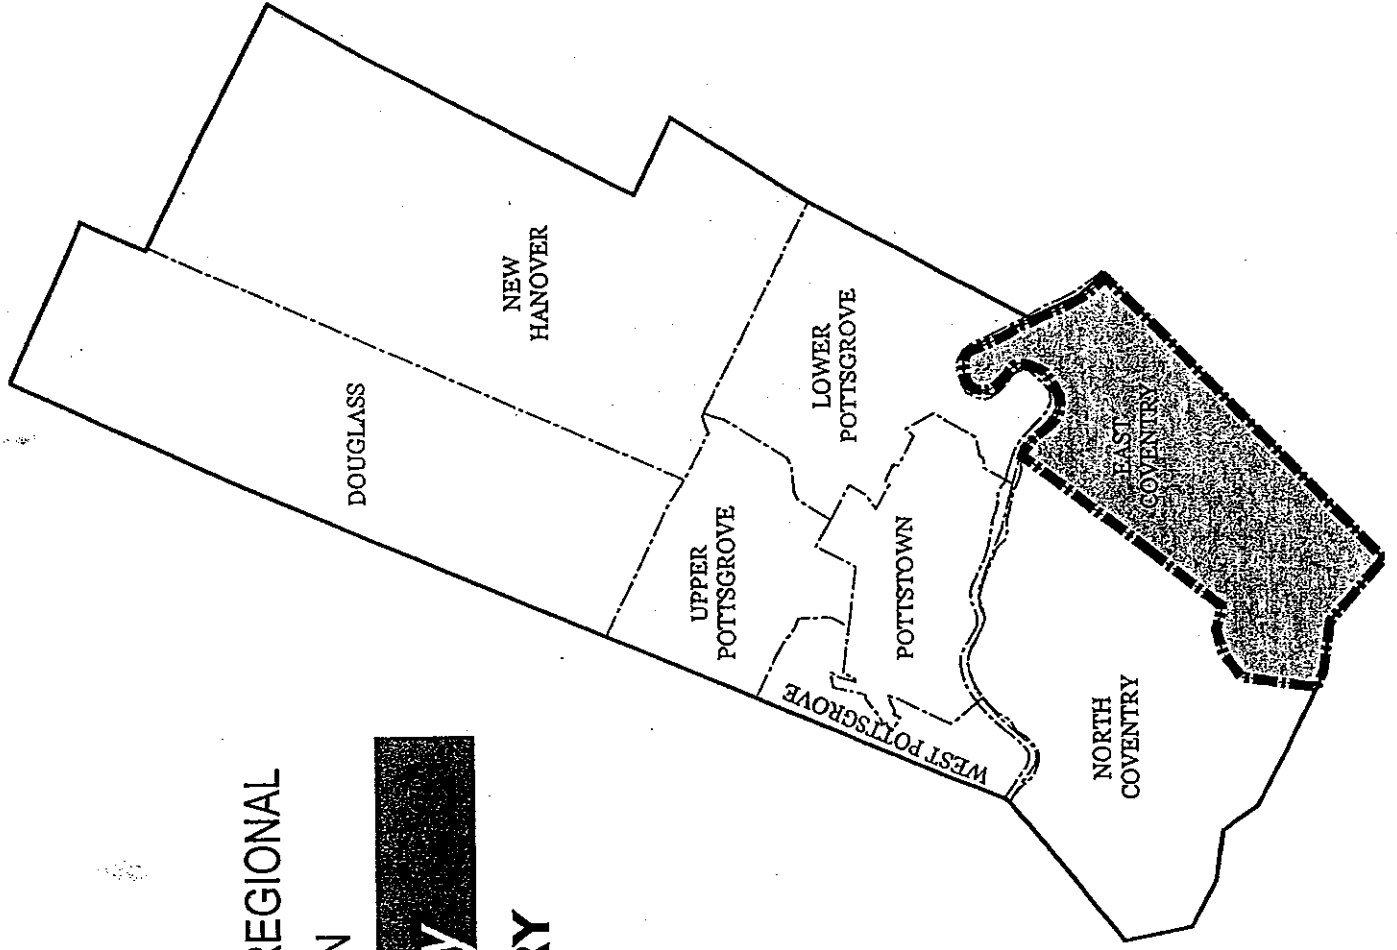 REGIONAL
DOUGLASS
NEW
HANOVER
UPPER
POTTSGROVE
LOWER
POTTSGROVE
WEST POTTSGROVE
POTTSTOWN
NORTH
COVENTRY
EAST
COVENTRY